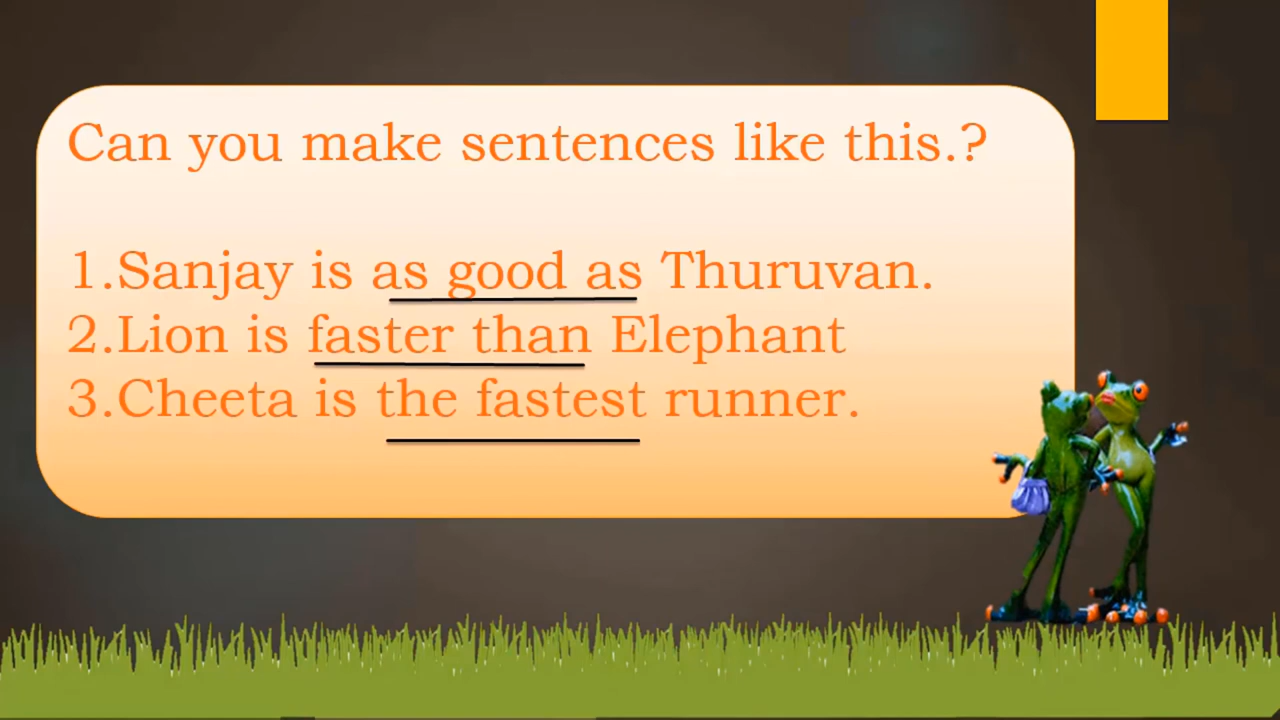 Can you make sentences like this.?
1.Sanjay is as good as Thuruvan.
2.Lion is faster than Elephant
3.Cheeta is the fastest runner.